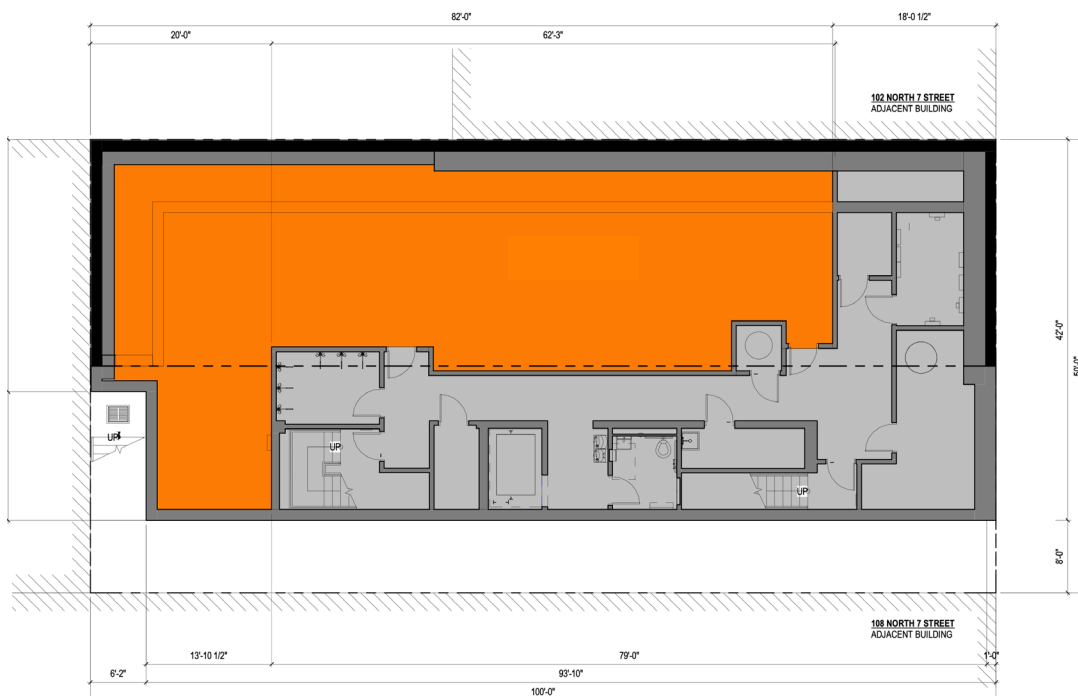 82'-0"
18'-0 1/2"
20'-0"
62'-3"
102 NORTH 7 STREET
ADJACENT BUILDING
42'-0"
50'-0"
UP
UP
UP
8'-0"
108 NORTH 7 STREET
ADJACENT BUILDING
13'-10 1/2"
79'-0"
1'-0"
6'-2"
93'-10"
100'-0"